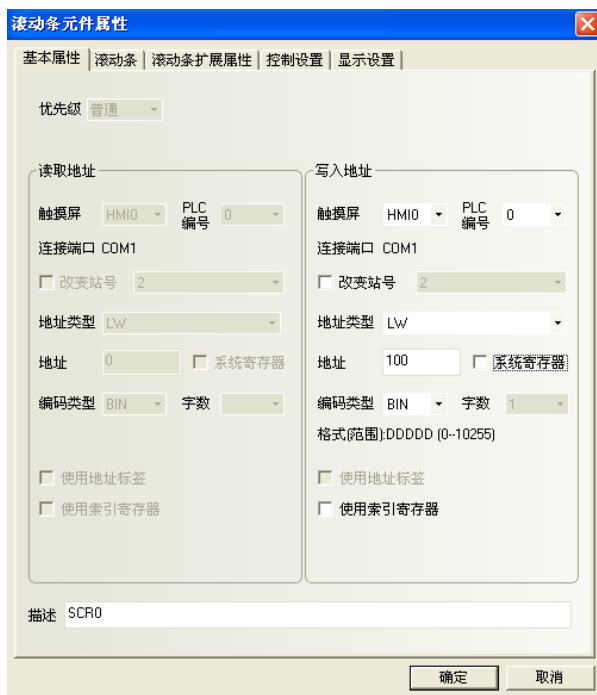 滚动条元件属性
基本属性 滚动条 滚动条扩展属性 控制设置 显示设置
优先级 普通
读取地址
触摸屏 HMI0 PLC编号 0
连接端口 COM1
改变站号 2
地址类型 LW
地址 0 系统寄存器
编码类型 BIN 字数
使用地址标签
使用索引寄存器
写入地址
触摸屏 HMI0 PLC编号 0
连接端口 COM1
改变站号 2
地址类型 LW
地址 100 系统寄存器
编码类型 BIN 字数 1
格式(范围):DDDDD (0--10255)
使用地址标签
使用索引寄存器
描述 SCR0
确定 取消